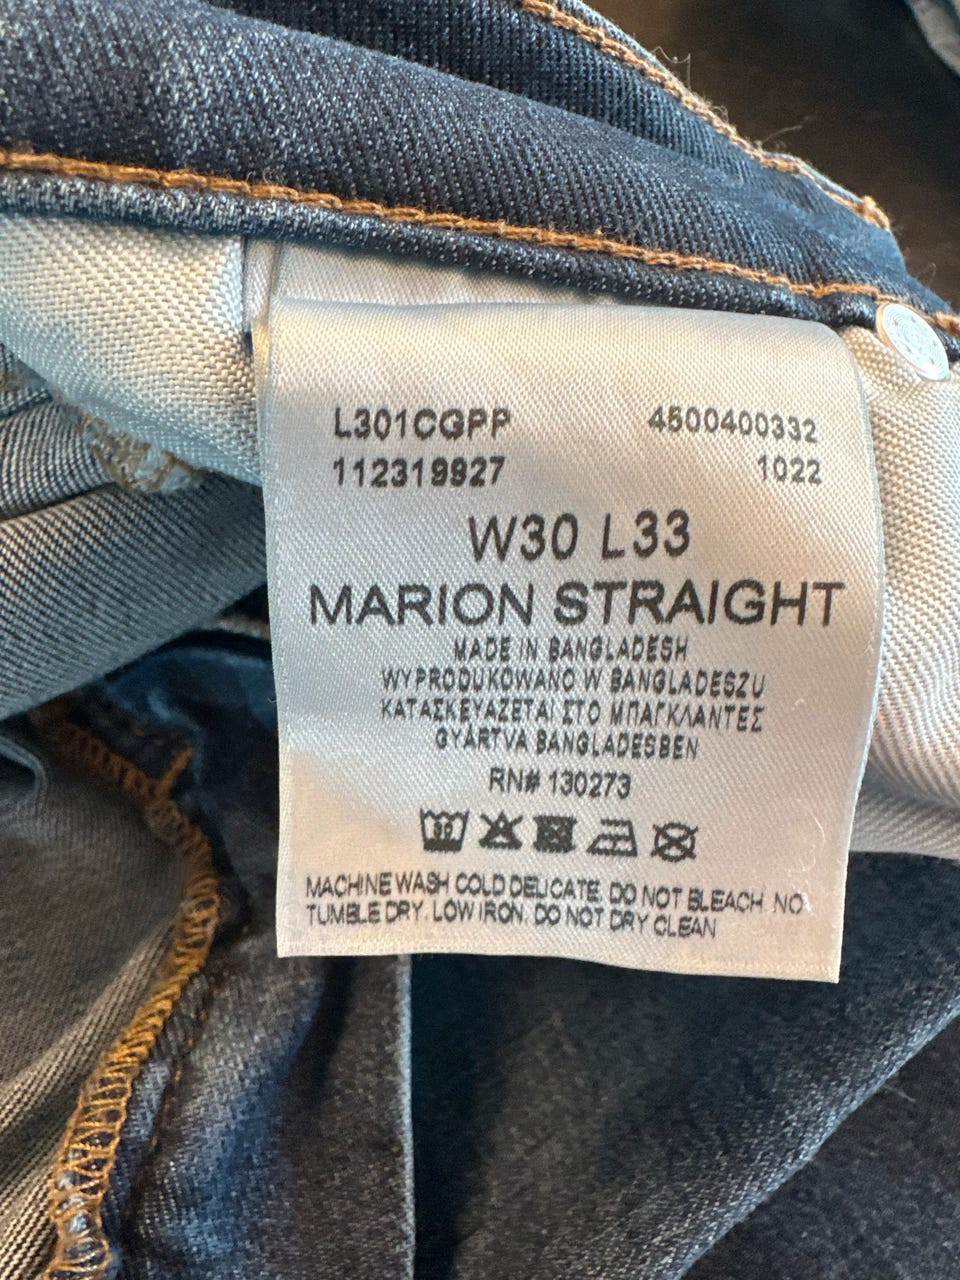 L301CGPP 4500400332
112319927 1022
W30 L33
MARION STRAIGHT
MADE IN BANGLADESH
WYPRODUKOWANO W BANGLADESZU
ΚΑΤΑΣΚΕΥΑΖΕΤΑΙ ΣΤΟ ΜΠΑΓΚΛΑΝΤΕΣ
GYÁRTVA BANGLADESBEN
RN# 130273
30
MACHINE WASH COLD DELICATE. DO NOT BLEACH. NO
TUMBLE DRY. LOW IRON. DO NOT DRY CLEAN